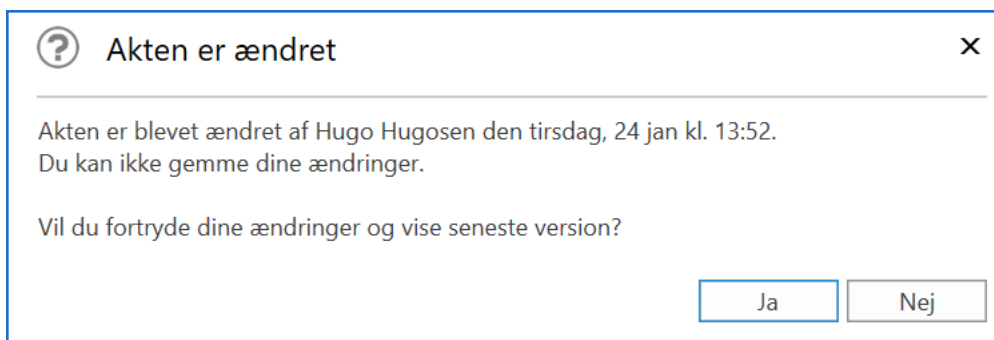 Akten er ændret
Akten er blevet ændret af Hugo Hugosen den tirsdag, 24 jan kl. 13:52.
Du kan ikke gemme dine ændringer.
Vil du fortryde dine ændringer og vise seneste version?
Ja
Nej